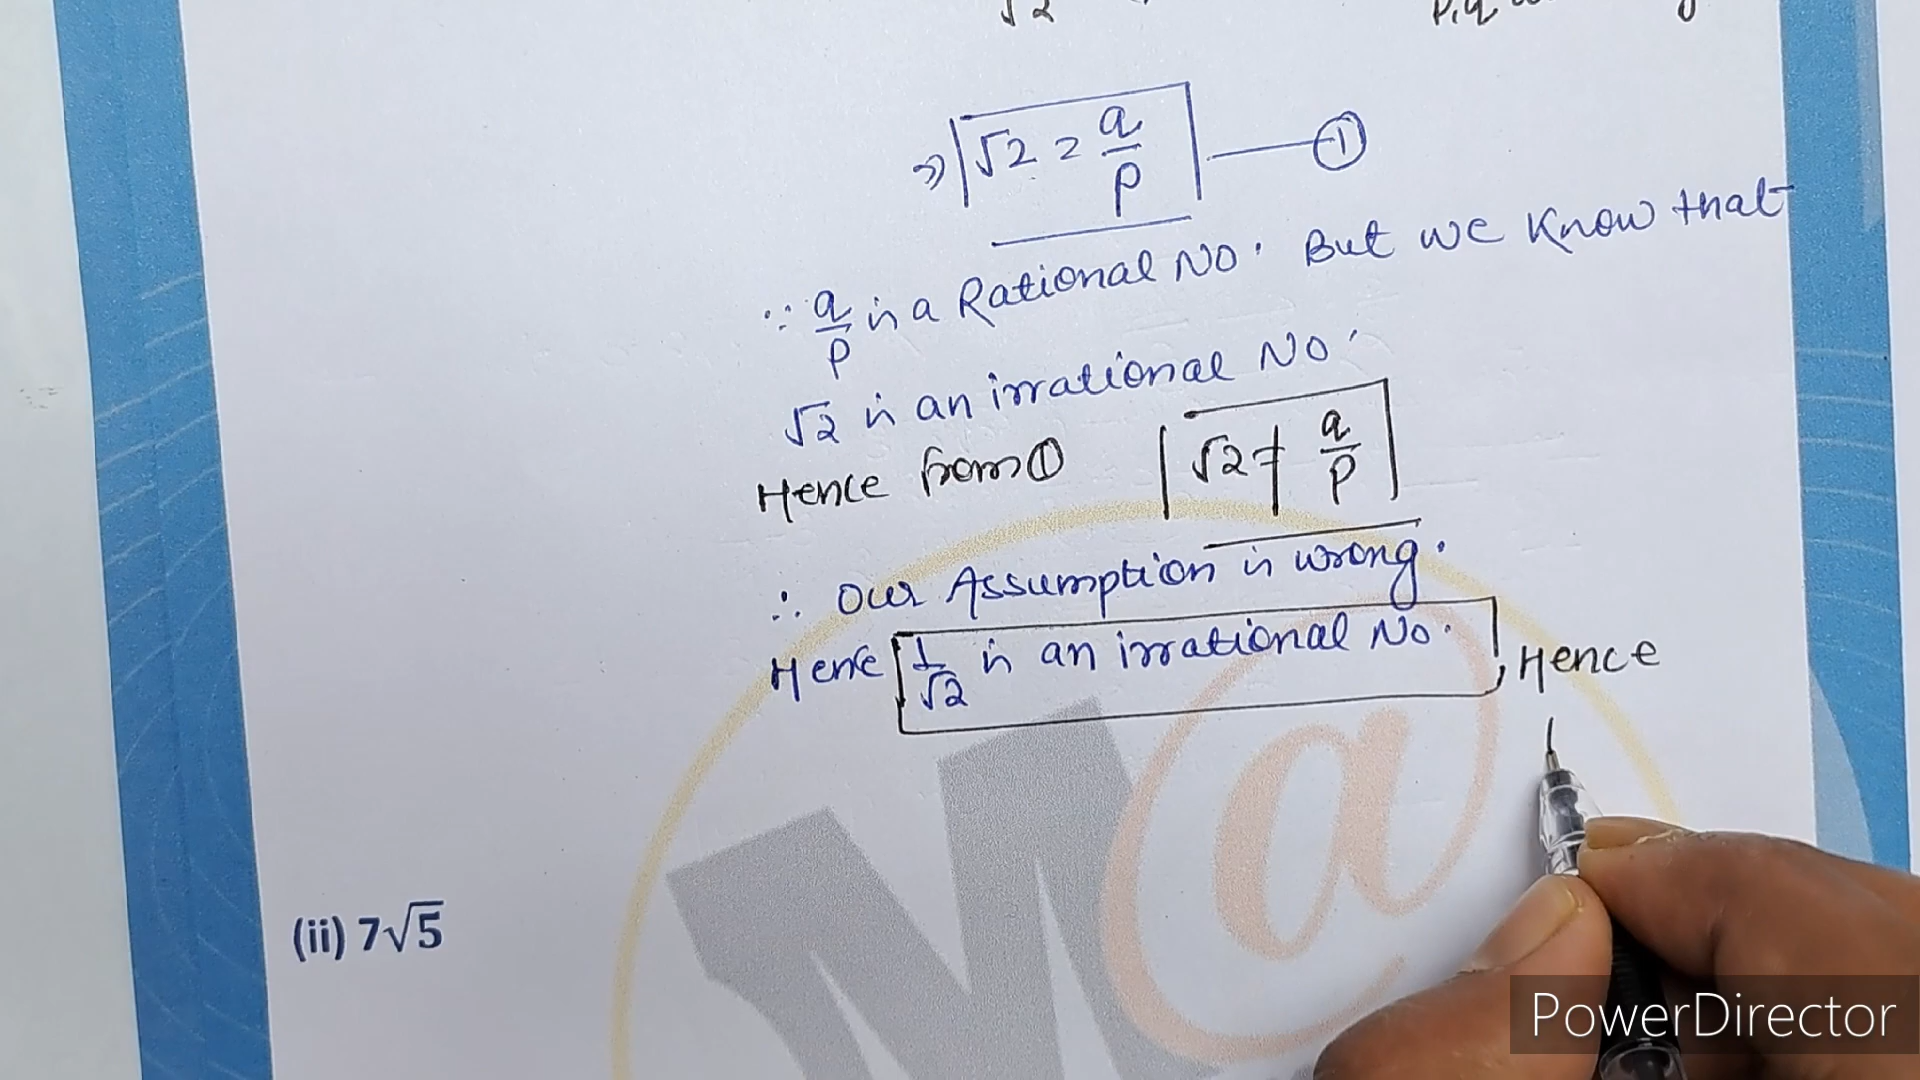 √2
p,q
⇒ √2 = q/p ——①
∵ q/p is a Rational No. But we know that
√2 is an irrational No.
Hence from ① √2 ≠ q/p
∴ our Assumption is wrong.
Hence 1/√2 is an irrational No. , Hence
(ii) 7√5
M@
PowerDirector